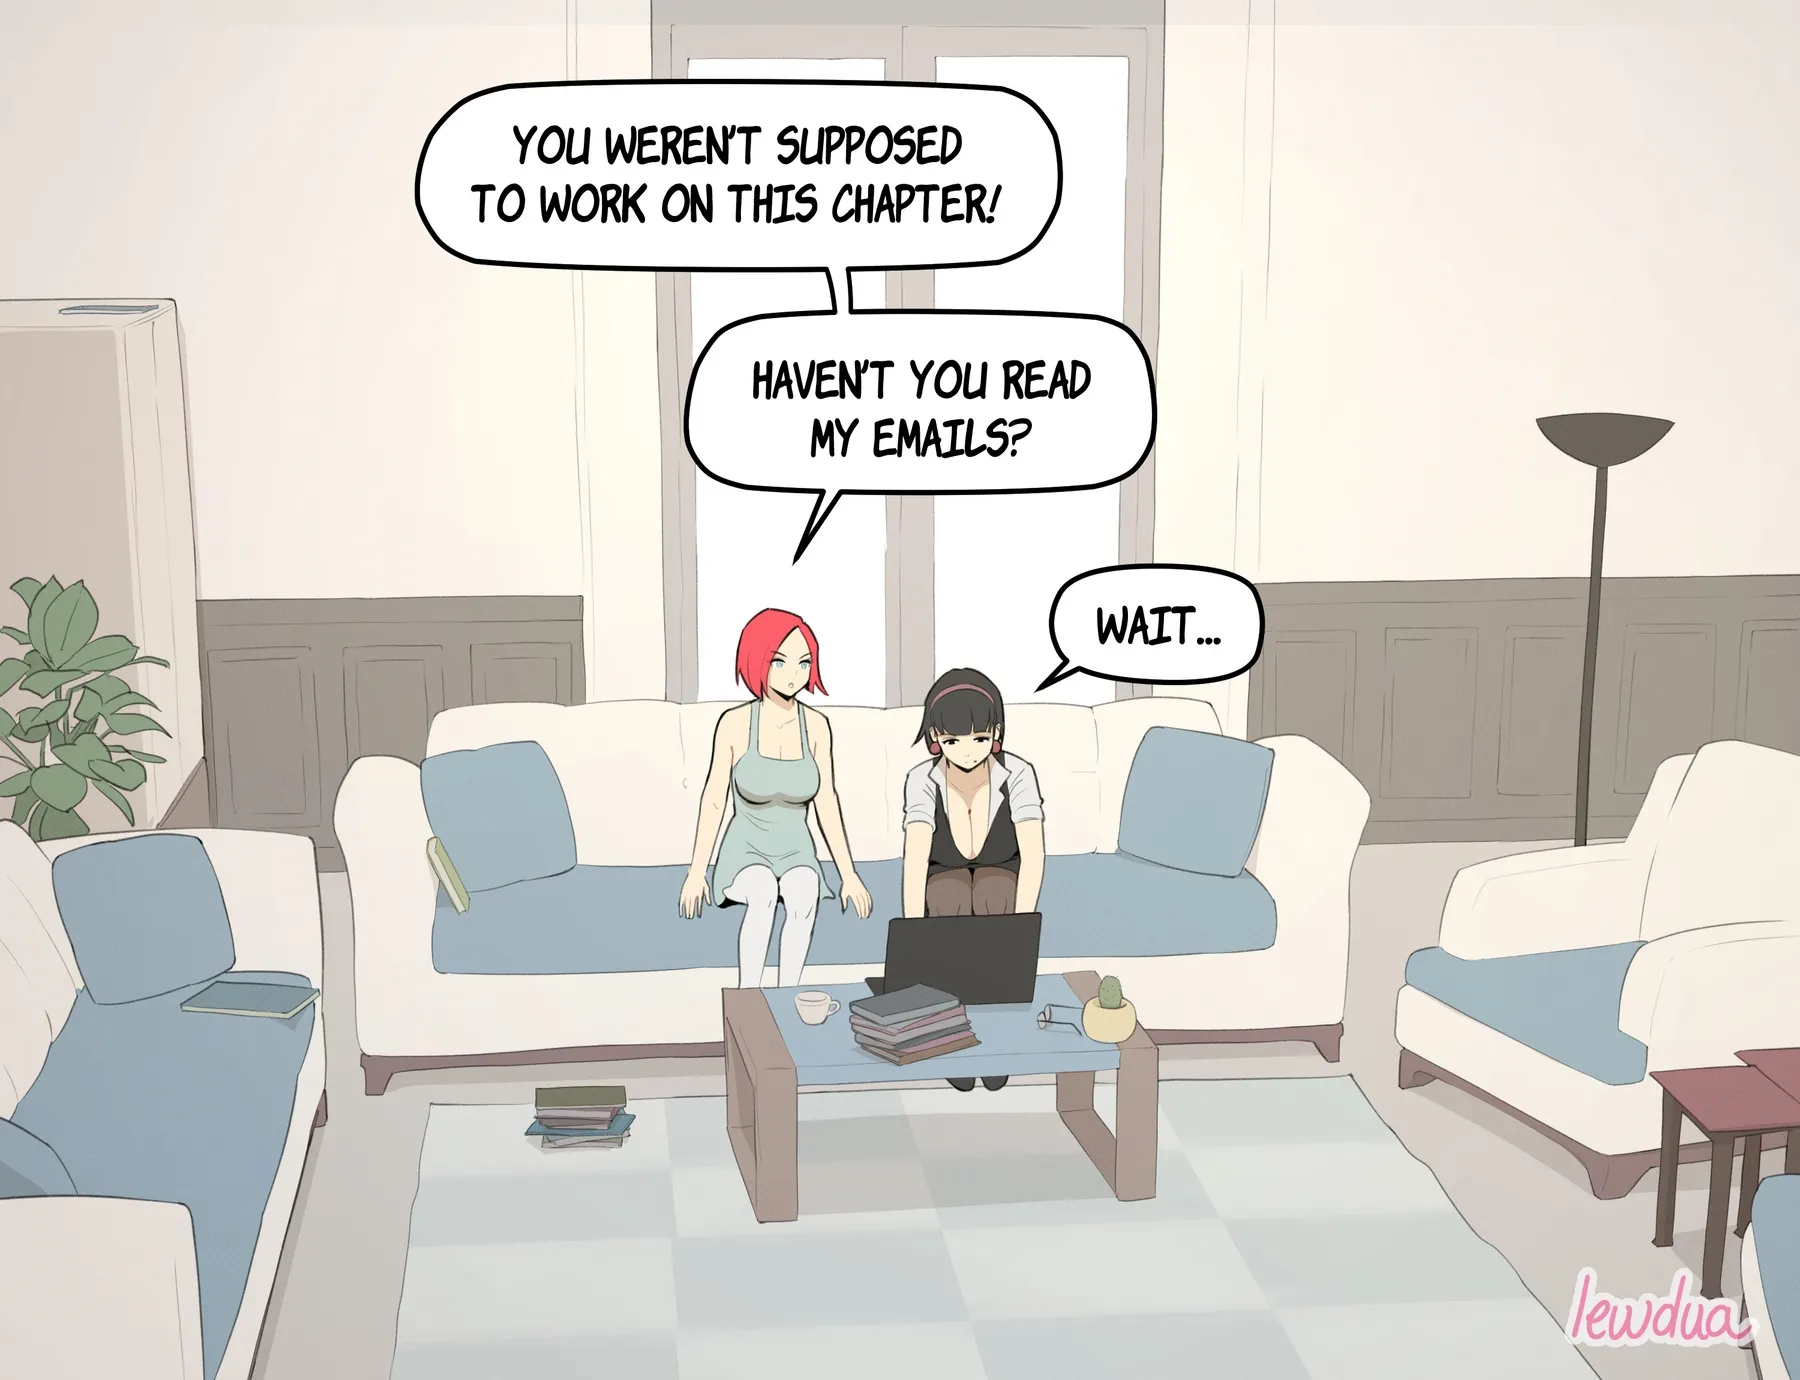 YOU WEREN'T SUPPOSED
TO WORK ON THIS CHAPTER!
HAVEN'T YOU READ
MY EMAILS?
WAIT...
lewdua